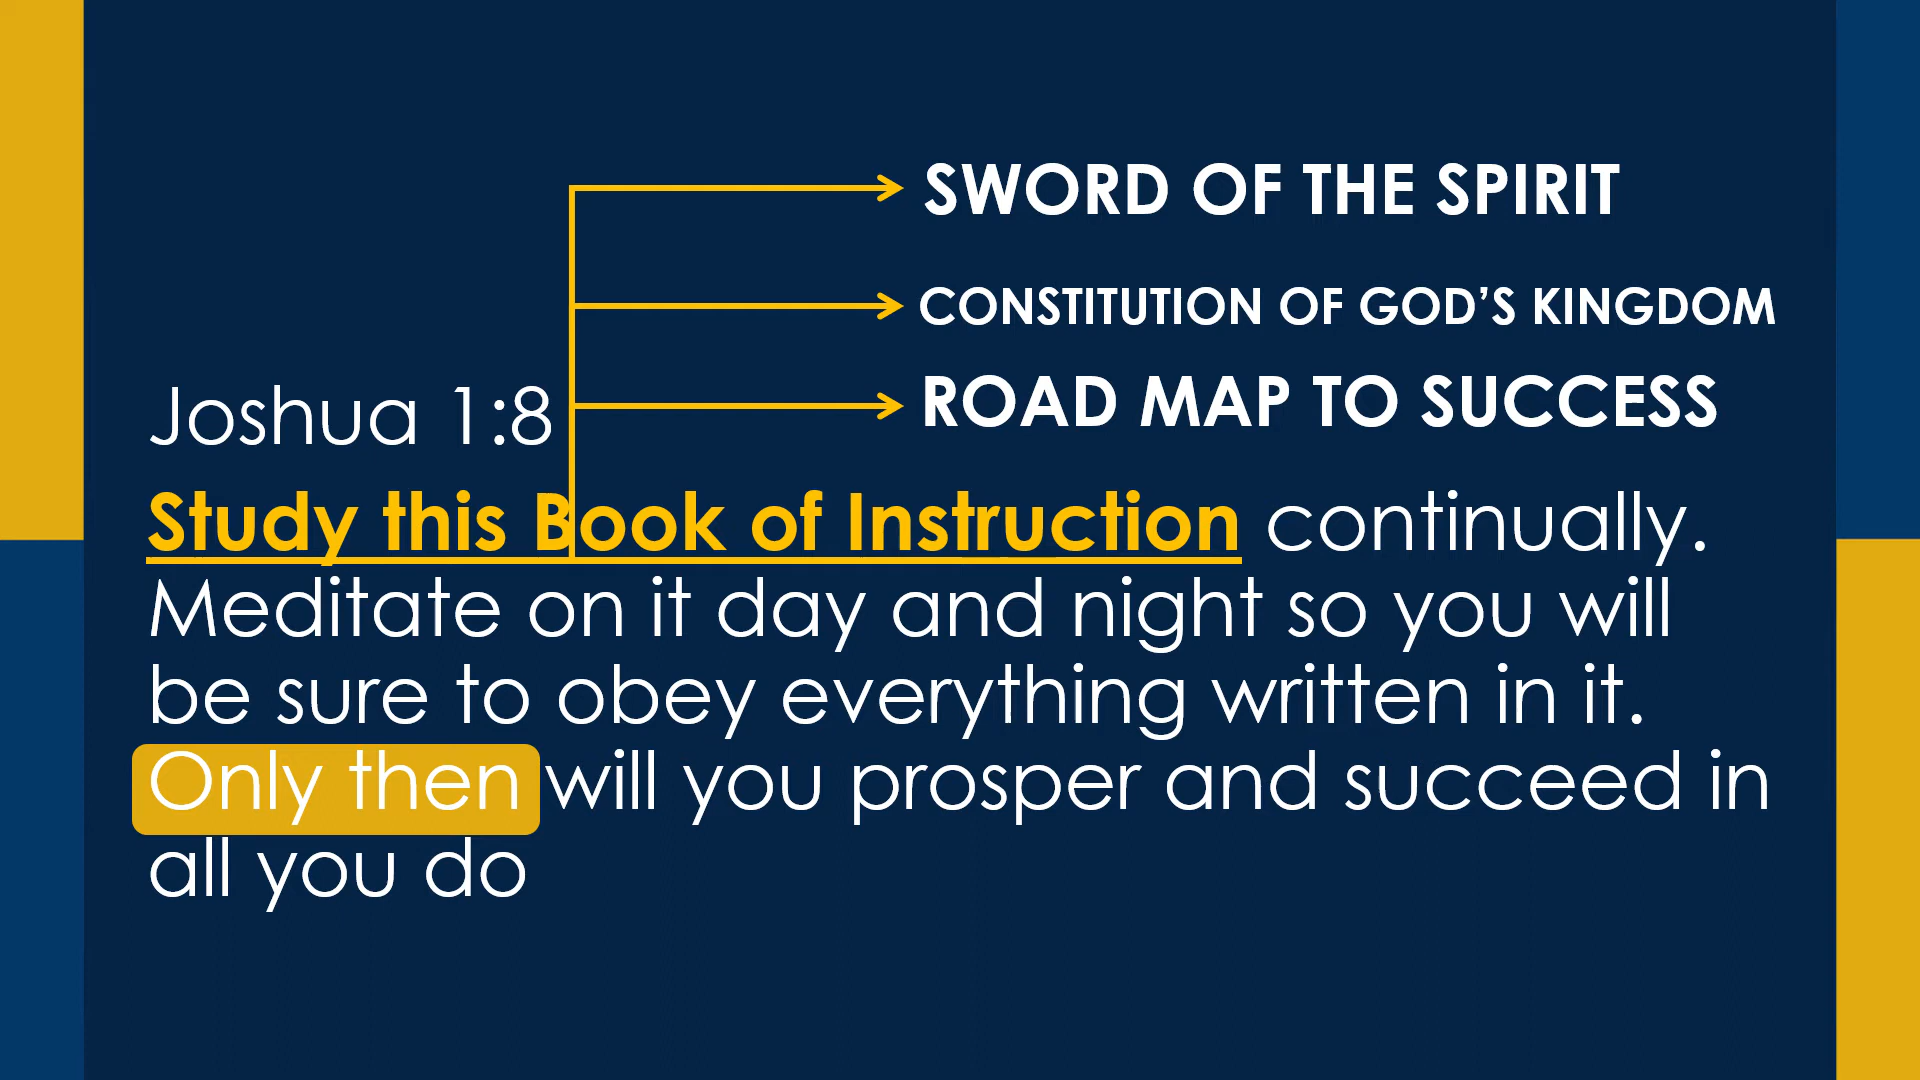 SWORD OF THE SPIRIT
CONSTITUTION OF GOD’S KINGDOM
ROAD MAP TO SUCCESS
Joshua 1:8
Study this Book of Instruction continually.
Meditate on it day and night so you will
be sure to obey everything written in it.
Only then will you prosper and succeed in
all you do